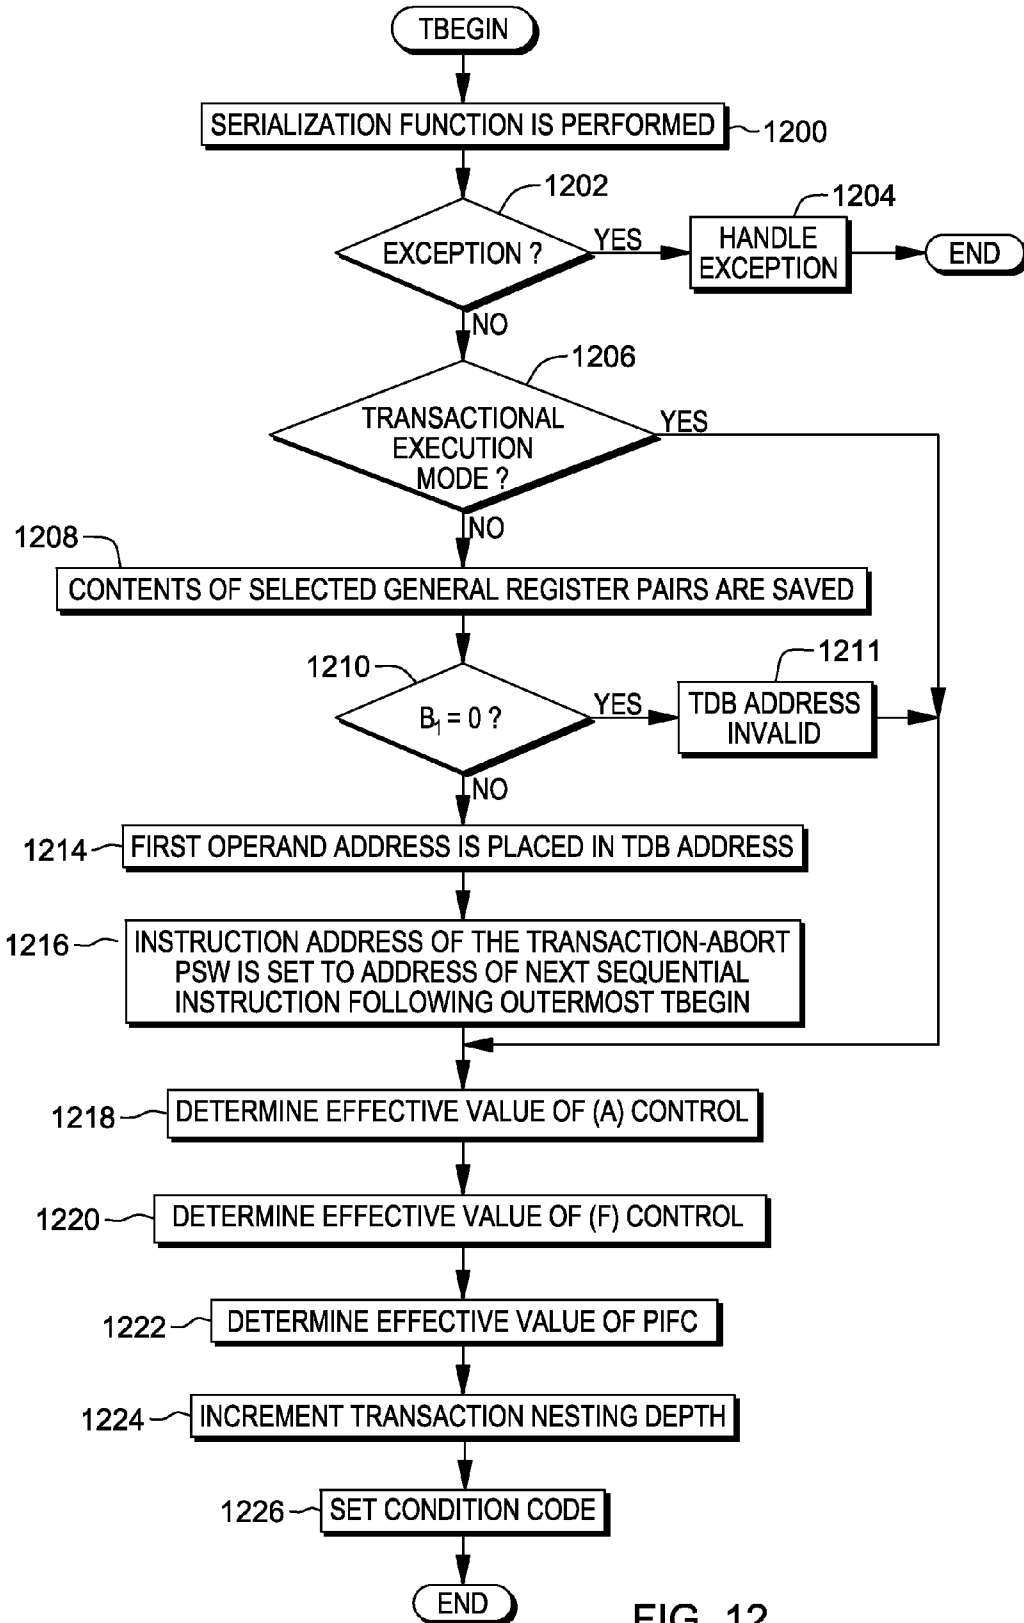 TBEGIN
SERIALIZATION FUNCTION IS PERFORMED
1200
1202
EXCEPTION ?
YES
1204
HANDLE
EXCEPTION
END
NO
1206
TRANSACTIONAL
EXECUTION
MODE ?
YES
NO
1208
CONTENTS OF SELECTED GENERAL REGISTER PAIRS ARE SAVED
1210
B1 = 0 ?
YES
1211
TDB ADDRESS
INVALID
NO
1214
FIRST OPERAND ADDRESS IS PLACED IN TDB ADDRESS
1216
INSTRUCTION ADDRESS OF THE TRANSACTION-ABORT
PSW IS SET TO ADDRESS OF NEXT SEQUENTIAL
INSTRUCTION FOLLOWING OUTERMOST TBEGIN
1218
DETERMINE EFFECTIVE VALUE OF (A) CONTROL
1220
DETERMINE EFFECTIVE VALUE OF (F) CONTROL
1222
DETERMINE EFFECTIVE VALUE OF PIFC
1224
INCREMENT TRANSACTION NESTING DEPTH
1226
SET CONDITION CODE
END
FIG. 12